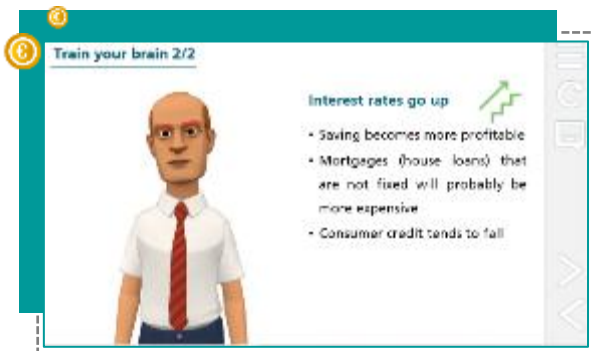 Train your brain 2/2
Interest rates go up
• Saving becomes more profitable
• Mortgages (house loans) that
are not fixed will probably be
more expensive
• Consumer credit tends to fall